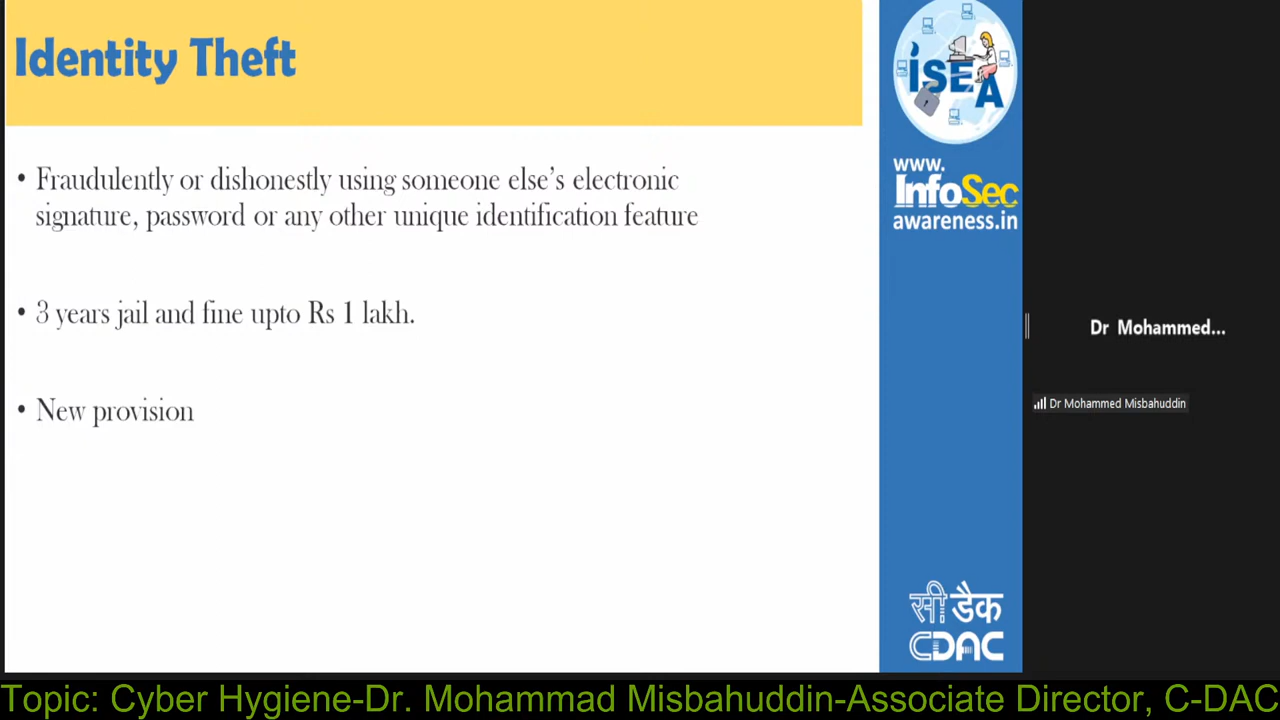 Identity Theft
• Fraudulently or dishonestly using someone else's electronic
signature, password or any other unique identification feature
• 3 years jail and fine upto Rs 1 lakh.
• New provision
iSEA
www.
InfoSec
awareness.in
सी डैक
CDAC
Dr Mohammed...
Dr Mohammed Misbahuddin
Topic: Cyber Hygiene-Dr. Mohammad Misbahuddin-Associate Director, C-DAC